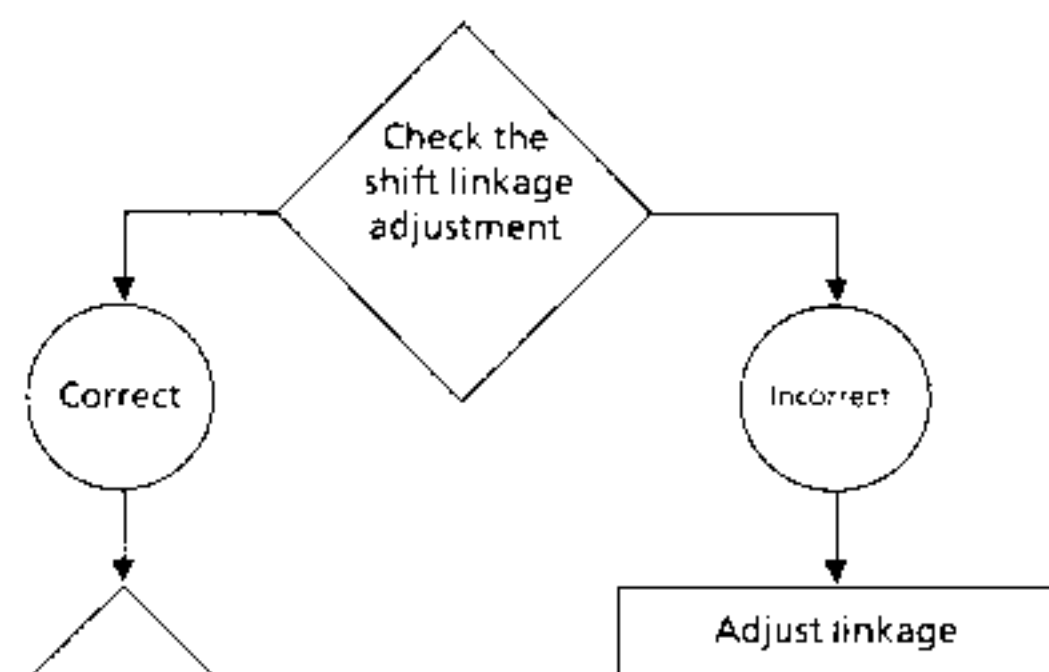 Check the
shift linkage
adjustment
Correct
Incorrect
Adjust linkage